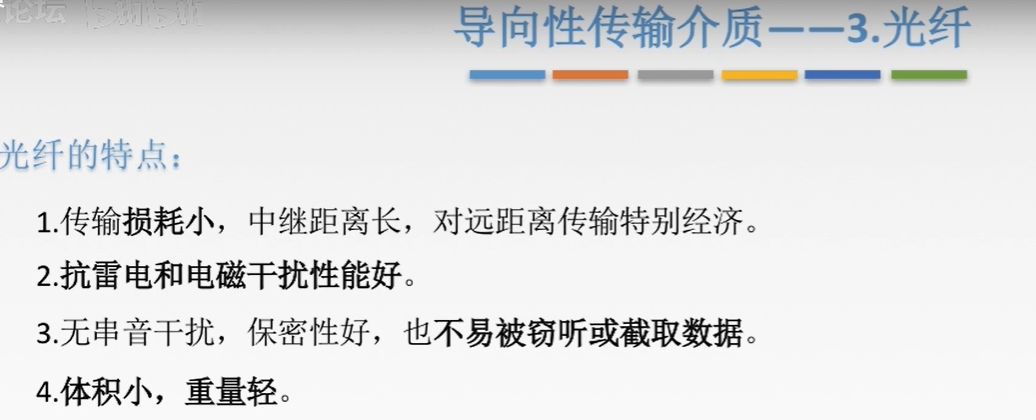 论坛 bilibili
导向性传输介质——3.光纤
光纤的特点：
1.传输损耗小，中继距离长，对远距离传输特别经济。
2.抗雷电和电磁干扰性能好。
3.无串音干扰，保密性好，也不易被窃听或截取数据。
4.体积小，重量轻。